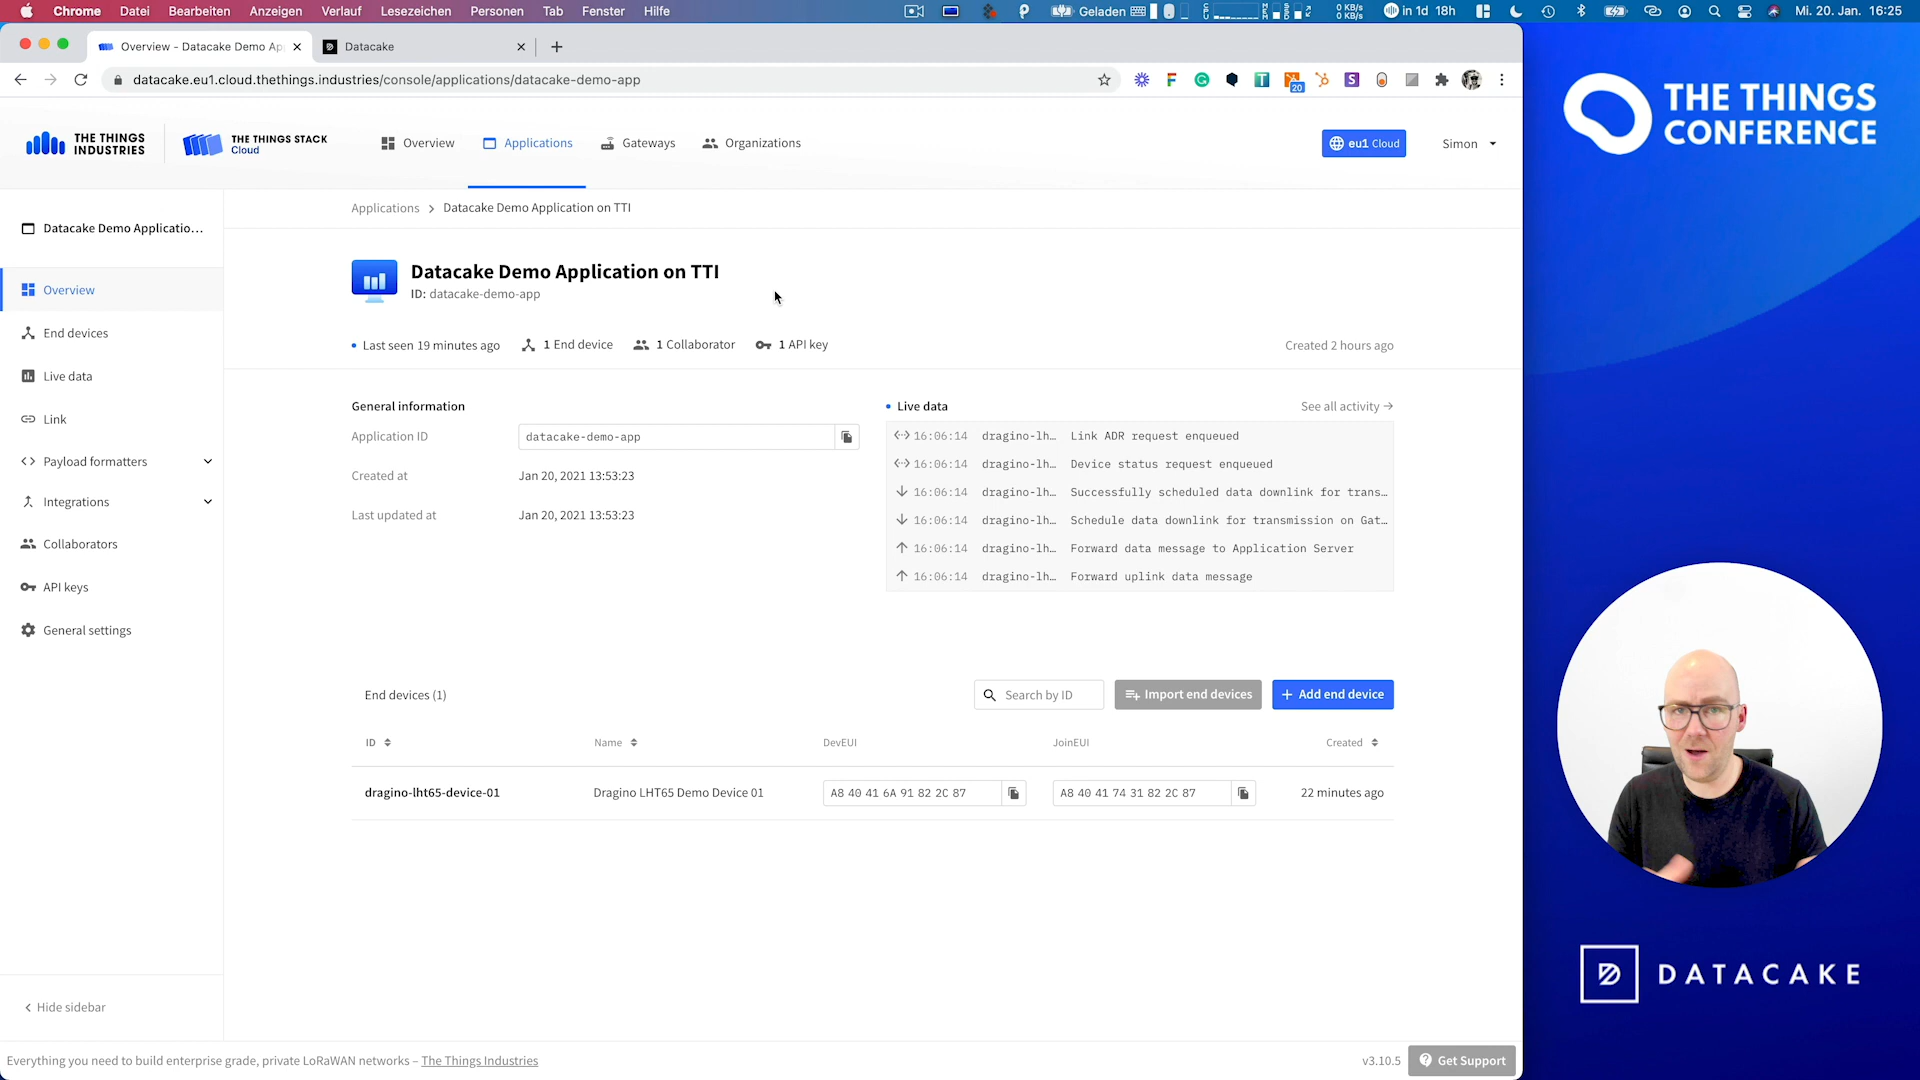 Chrome Datei Bearbeiten Anzeigen Verlauf Lesezeichen Personen Tab Fenster Hilfe
Geladen 0 KB/s 0 KB/s in 1d 18h Mi. 20. Jan. 16:25
Overview - Datacake Demo Ap
Datacake
datacake.eu1.cloud.thethings.industries/console/applications/datacake-demo-app
20
THE THINGS INDUSTRIES
THE THINGS STACK
Cloud
Overview
Applications
Gateways
Organizations
eu1 Cloud
Simon
Datacake Demo Applicatio...
Overview
End devices
Live data
Link
Payload formatters
Integrations
Collaborators
API keys
General settings
Hide sidebar
Applications > Datacake Demo Application on TTI
Datacake Demo Application on TTI
ID: datacake-demo-app
Last seen 19 minutes ago 1 End device 1 Collaborator 1 API key Created 2 hours ago
General information
Application ID datacake-demo-app
Created at Jan 20, 2021 13:53:23
Last updated at Jan 20, 2021 13:53:23
Live data See all activity →
16:06:14 dragino-lh… Link ADR request enqueued
16:06:14 dragino-lh… Device status request enqueued
16:06:14 dragino-lh… Successfully scheduled data downlink for trans…
16:06:14 dragino-lh… Schedule data downlink for transmission on Gat…
16:06:14 dragino-lh… Forward data message to Application Server
16:06:14 dragino-lh… Forward uplink data message
End devices (1) Search by ID Import end devices + Add end device
ID Name DevEUI JoinEUI Created
dragino-lht65-device-01 Dragino LHT65 Demo Device 01 A8 40 41 6A 91 82 2C 87 A8 40 41 74 31 82 2C 87 22 minutes ago
Everything you need to build enterprise grade, private LoRaWAN networks – The Things Industries
v3.10.5 Get Support
THE THINGS
CONFERENCE
DATACAKE